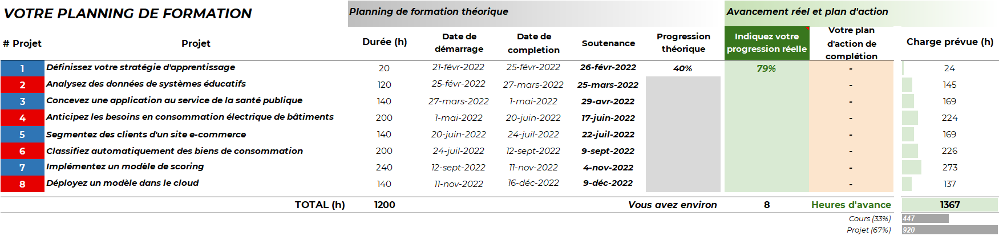 VOTRE PLANNING DE FORMATION Planning de formation théorique Avancement réel et plan d'action
# Projet Projet Durée (h) Date de démarrage Date de completion Soutenance Progression théorique Indiquez votre progression réelle Votre plan d'action de complétion Charge prévue (h)
1 Définissez votre stratégie d'apprentissage 20 21-févr-2022 25-févr-2022 26-févr-2022 40% 79% - 24
2 Analysez des données de systèmes éducatifs 120 25-févr-2022 27-mars-2022 25-mars-2022 - 145
3 Concevez une application au service de la santé publique 140 27-mars-2022 1-mai-2022 29-avr-2022 - 169
4 Anticipez les besoins en consommation électrique de bâtiments 200 1-mai-2022 20-juin-2022 17-juin-2022 - 224
5 Segmentez des clients d'un site e-commerce 140 20-juin-2022 24-juil-2022 22-juil-2022 - 169
6 Classifiez automatiquement des biens de consommation 200 24-juil-2022 12-sept-2022 9-sept-2022 - 226
7 Implémentez un modèle de scoring 240 12-sept-2022 11-nov-2022 4-nov-2022 - 273
8 Déployez un modèle dans le cloud 140 11-nov-2022 16-déc-2022 9-déc-2022 - 137
TOTAL (h) 1200 Vous avez environ 8 Heures d'avance 1367
Cours (33%) 447
Projet (67%) 920